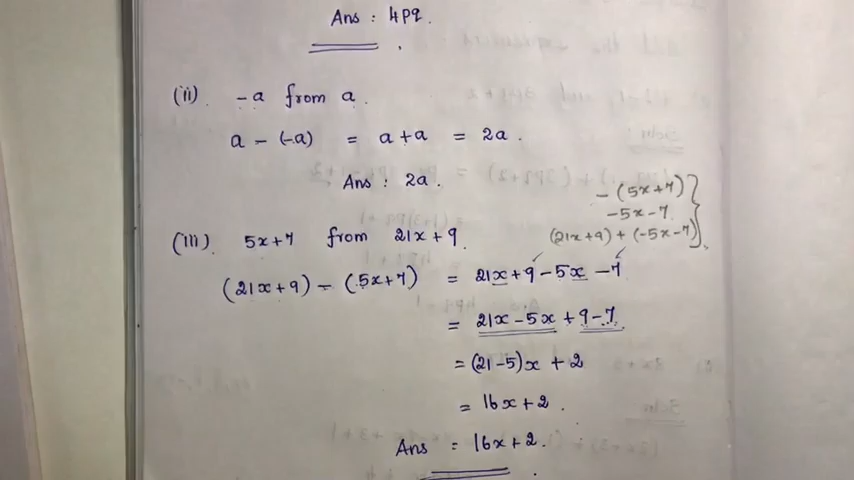 Ans : 4pq.
(ii) -a from a.
a - (-a) = a + a = 2a.
Ans : 2a.
(iii) 5x+7 from 21x+9.
-(5x+7)
-5x-7
(21x+9) + (-5x-7)
(21x+9) - (5x+7) = 21x+9-5x-7
= 21x-5x+9-7
= (21-5)x + 2
= 16x+2.
Ans = 16x+2.